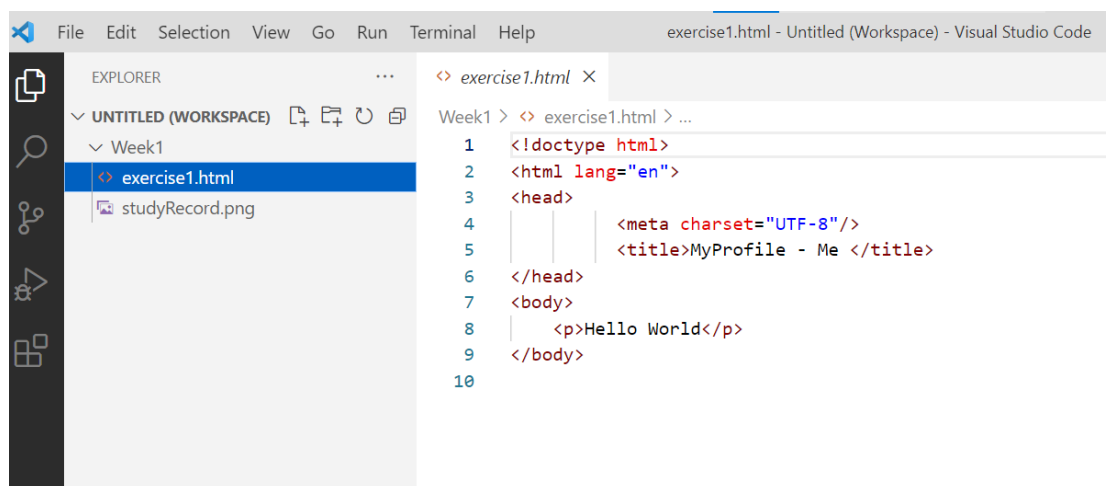 File Edit Selection View Go Run Terminal Help exercise1.html - Untitled (Workspace) - Visual Studio Code
EXPLORER ...
UNTITLED (WORKSPACE)
Week1
<> exercise1.html
studyRecord.png
<> exercise1.html ×
Week1 > <> exercise1.html > ...
1 <!doctype html>
2 <html lang="en">
3 <head>
4 <meta charset="UTF-8"/>
5 <title>MyProfile - Me </title>
6 </head>
7 <body>
8 <p>Hello World</p>
9 </body>
10